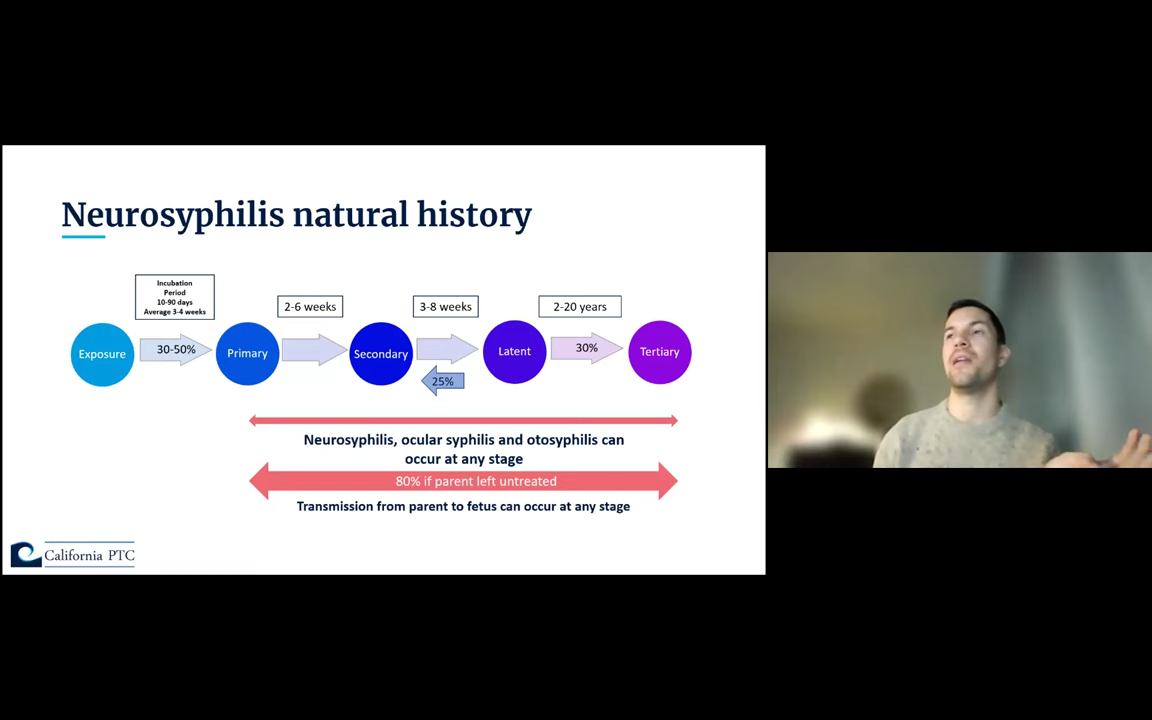 Neurosyphilis natural history
Incubation
Period
10-90 days
Average 3-4 weeks
2-6 weeks
3-8 weeks
2-20 years
Exposure
30-50%
Primary
Secondary
25%
Latent
30%
Tertiary
Neurosyphilis, ocular syphilis and otosyphilis can
occur at any stage
80% if parent left untreated
Transmission from parent to fetus can occur at any stage
California PTC